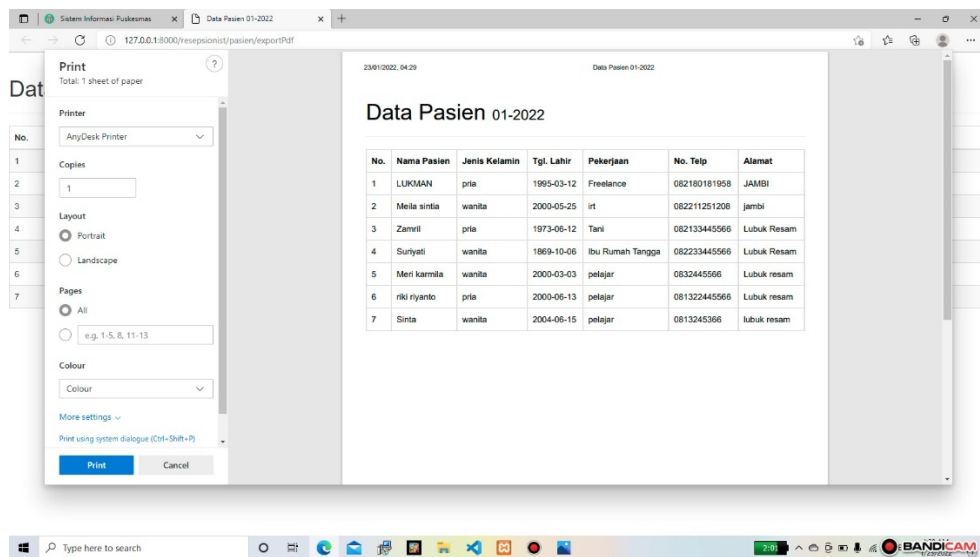 Sistem Informasi Puskesmas
Data Pasien 01-2022
127.0.0.1:8000/resepsionist/pasien/exportPdf
Dat
No.
1
2
3
4
5
6
7
Print
?
Total: 1 sheet of paper
Printer
AnyDesk Printer
Copies
1
Layout
Portrait
Landscape
Pages
All
e.g. 1-5, 8, 11-13
Colour
Colour
More settings
Print using system dialogue (Ctrl+Shift+P)
Print Cancel
23/01/2022, 04:29 Data Pasien 01-2022
Data Pasien 01-2022
No. Nama Pasien Jenis Kelamin Tgl. Lahir Pekerjaan No. Telp Alamat
1 LUKMAN pria 1995-03-12 Freelance 082180181958 JAMBI
2 Meila sintia wanita 2000-05-25 irt 082211251208 jambi
3 Zamril pria 1973-06-12 Tani 082133445566 Lubuk Resam
4 Suriyati wanita 1869-10-06 Ibu Rumah Tangga 082233445566 Lubuk Resam
5 Meri karmila wanita 2000-03-03 pelajar 0832445566 Lubuk resam
6 riki riyanto pria 2000-06-13 pelajar 081322445566 Lubuk resam
7 Sinta wanita 2004-06-15 pelajar 0813245366 lubuk resam
Type here to search
BANDICAM